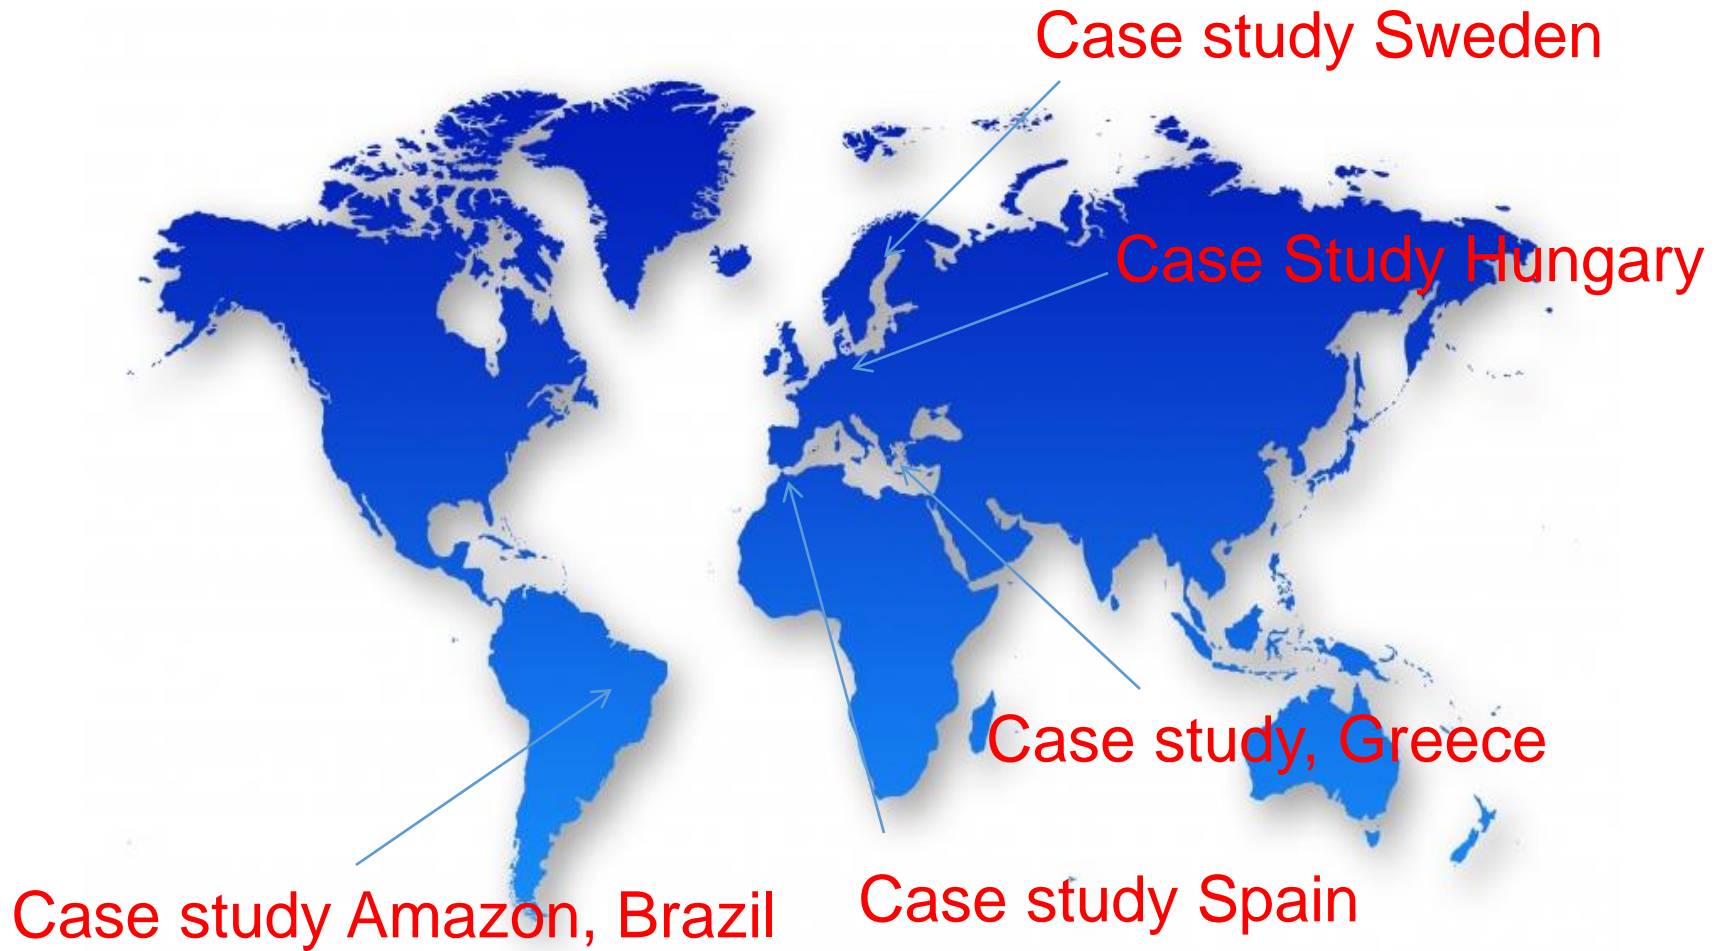 Case study Sweden
Case Study Hungary
Case study, Greece
Case study Spain
Case study Amazon, Brazil